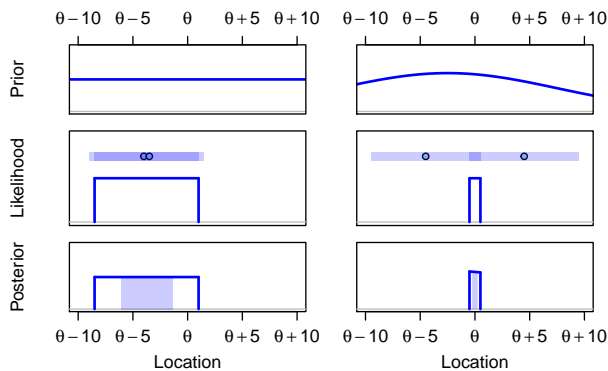 θ − 10 θ − 5 θ θ + 5 θ + 10 θ − 10 θ − 5 θ θ + 5 θ + 10
Prior
Likelihood
Posterior
θ − 10 θ − 5 θ θ + 5 θ + 10 θ − 10 θ − 5 θ θ + 5 θ + 10
Location Location